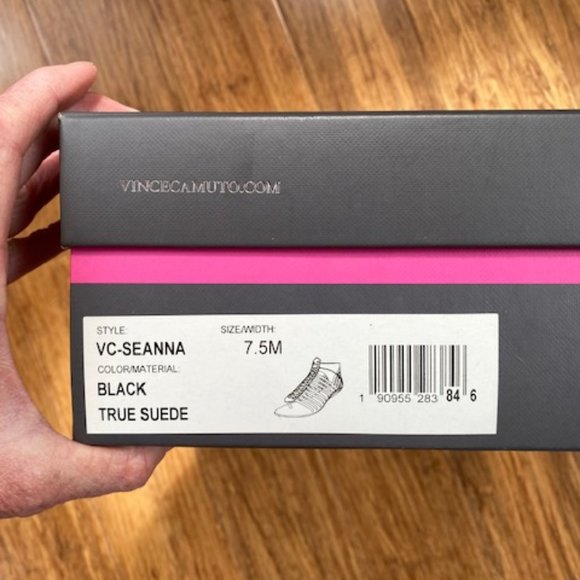 VINCECAMUTO.COM
STYLE: SIZE/WIDTH:
VC-SEANNA 7.5M
COLOR/MATERIAL:
BLACK
TRUE SUEDE
1 90955 283 84 6